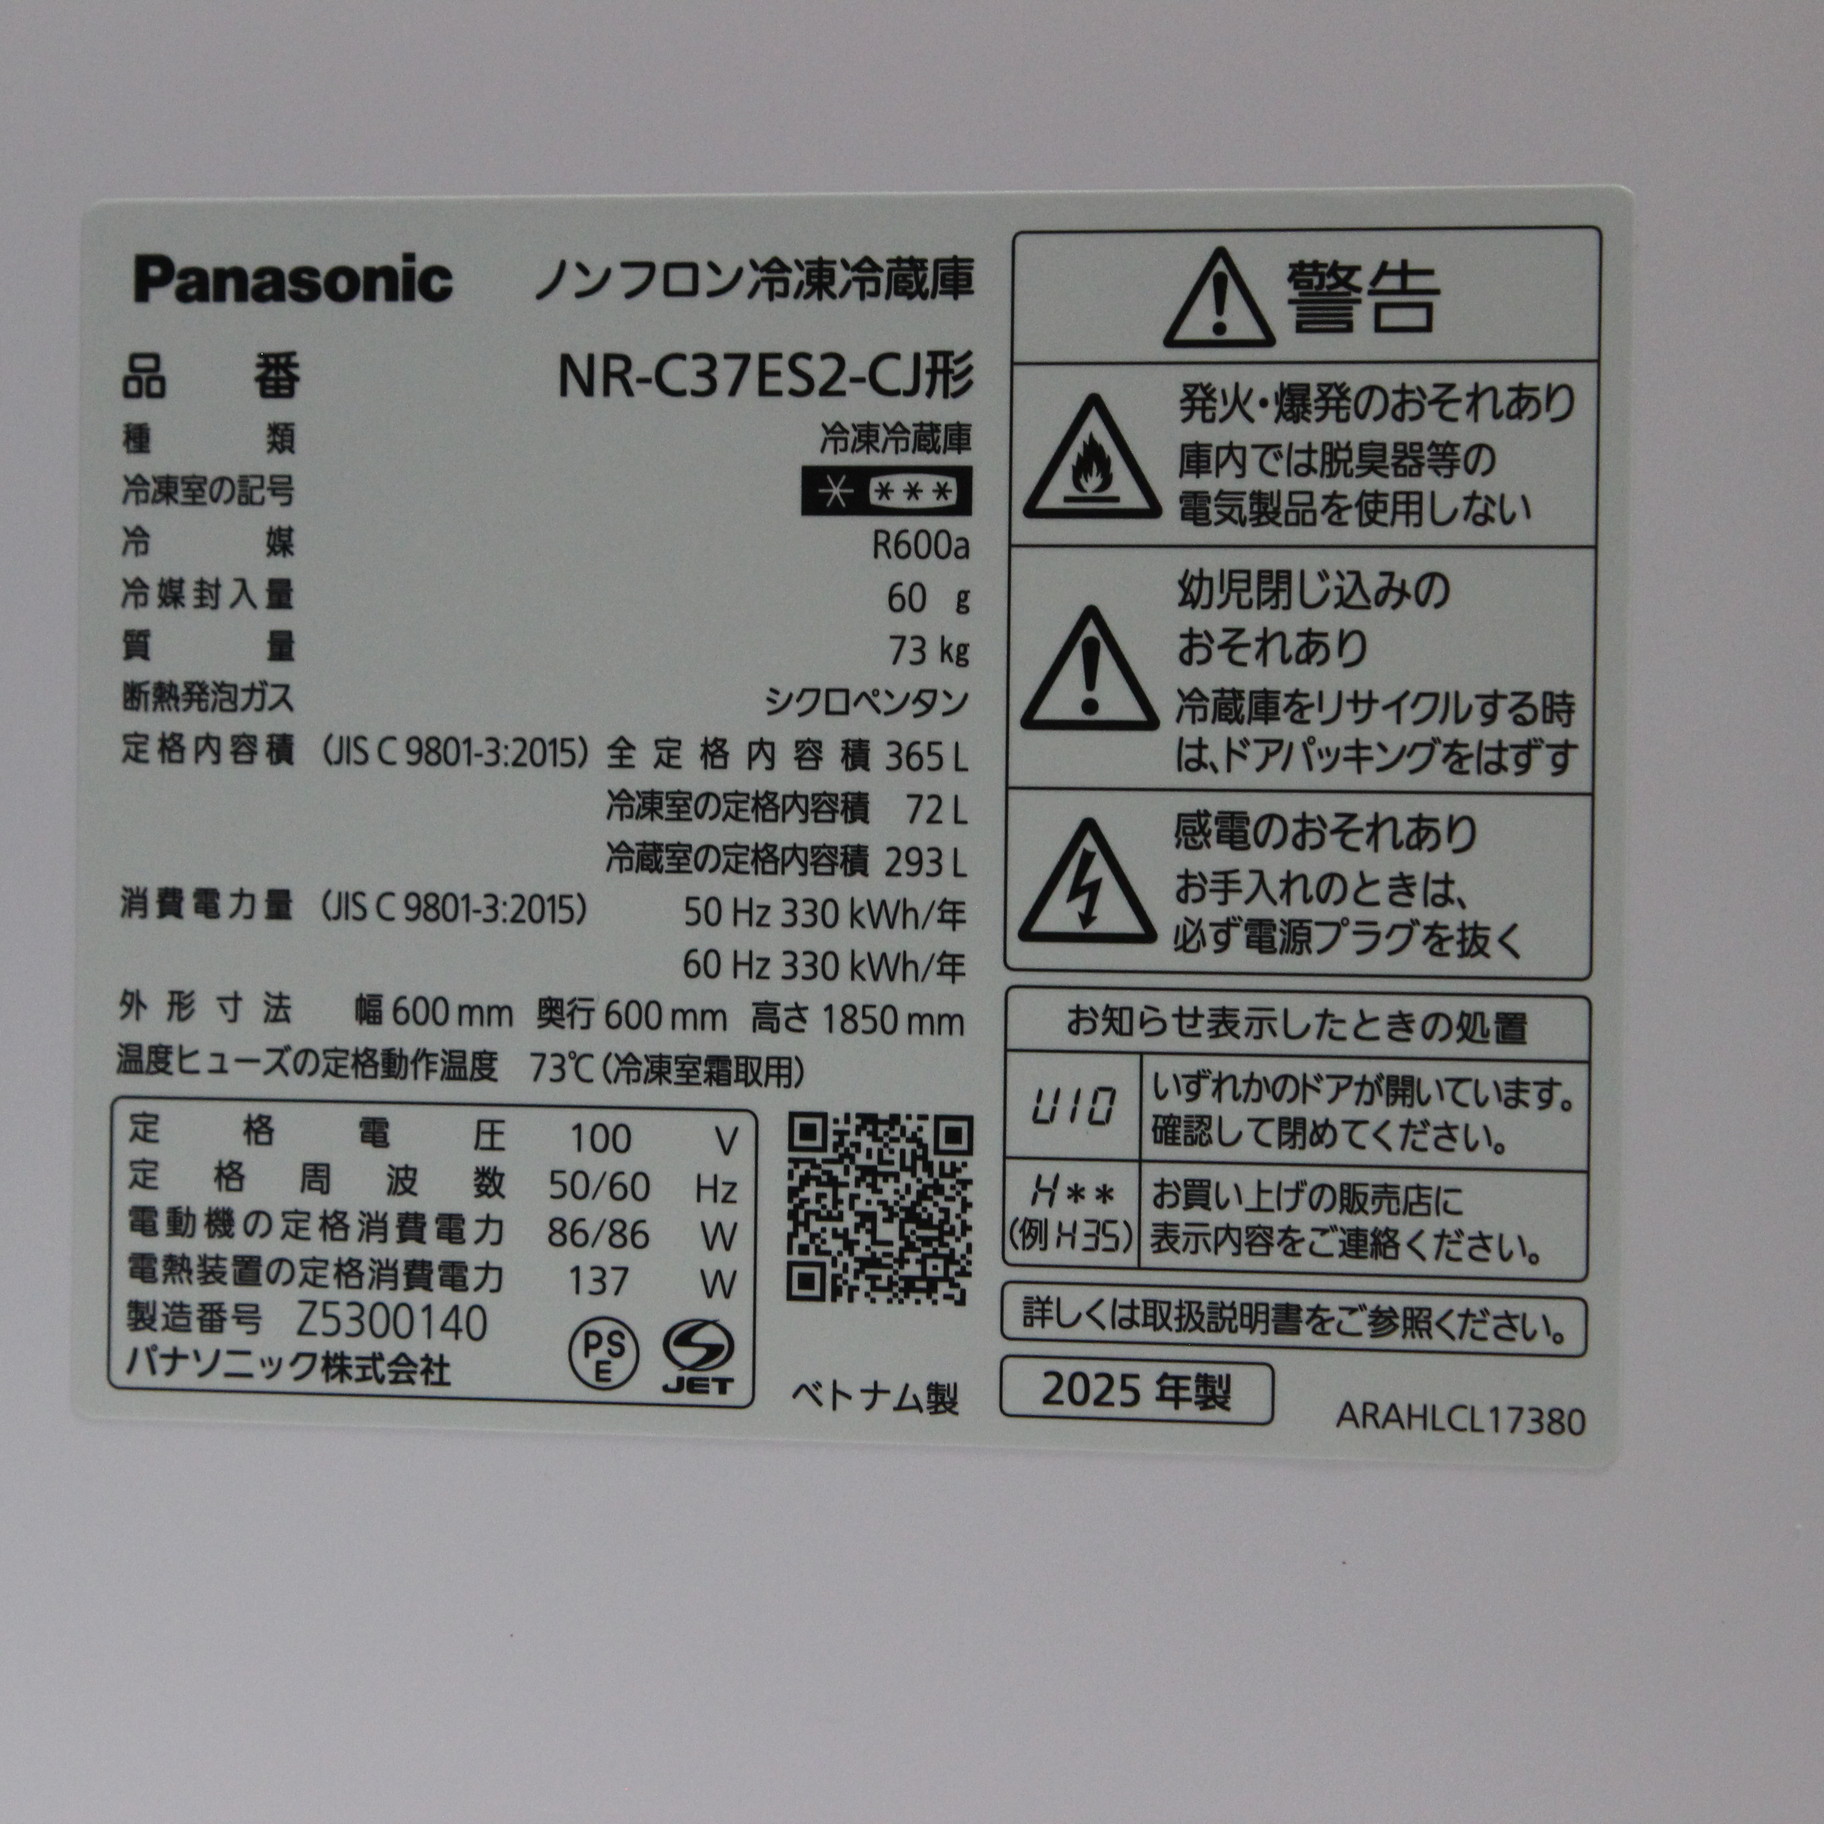 Panasonic ノンフロン冷凍冷蔵庫
品番 NR-C37ES2-CJ形
種類 冷凍冷蔵庫
冷凍室の記号 * ***
冷媒 R600a
冷媒封入量 60 g
質量 73 kg
断熱発泡ガス シクロペンタン
定格内容積 (JIS C 9801-3:2015) 全定格内容積 365 L
冷凍室の定格内容積 72 L
冷蔵室の定格内容積 293 L
消費電力量 (JIS C 9801-3:2015) 50 Hz 330 kWh/年
60 Hz 330 kWh/年
外形寸法 幅 600 mm 奥行 600 mm 高さ 1850 mm
温度ヒューズの定格動作温度 73℃(冷凍室霜取用)
定格電圧 100 V
定格周波数 50/60 Hz
電動機の定格消費電力 86/86 W
電熱装置の定格消費電力 137 W
製造番号 Z5300140
パナソニック株式会社
PS
E
JET
ベトナム製
警告
発火・爆発のおそれあり
庫内では脱臭器等の
電気製品を使用しない
幼児閉じ込みの
おそれあり
冷蔵庫をリサイクルする時
は、ドアパッキングをはずす
感電のおそれあり
お手入れのときは、
必ず電源プラグを抜く
お知らせ表示したときの処置
U10 いずれかのドアが開いています。
確認して閉めてください。
H** お買い上げの販売店に
(例 H35) 表示内容をご連絡ください。
詳しくは取扱説明書をご参照ください。
2025 年製
ARAHLCL17380